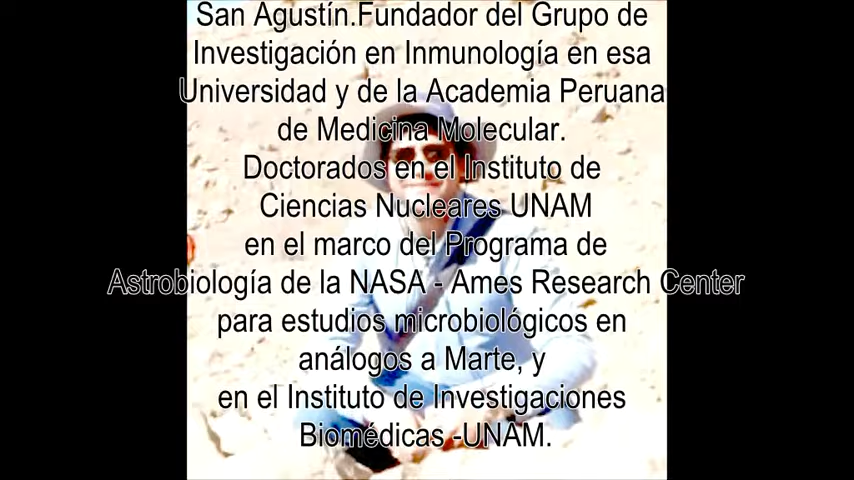 San Agustín.Fundador del Grupo de
Investigación en Inmunología en esa
Universidad y de la Academia Peruana
de Medicina Molecular.
Doctorados en el Instituto de
Ciencias Nucleares UNAM
en el marco del Programa de
Astrobiología de la NASA - Ames Research Center
para estudios microbiológicos en
análogos a Marte, y
en el Instituto de Investigaciones
Biomédicas -UNAM.